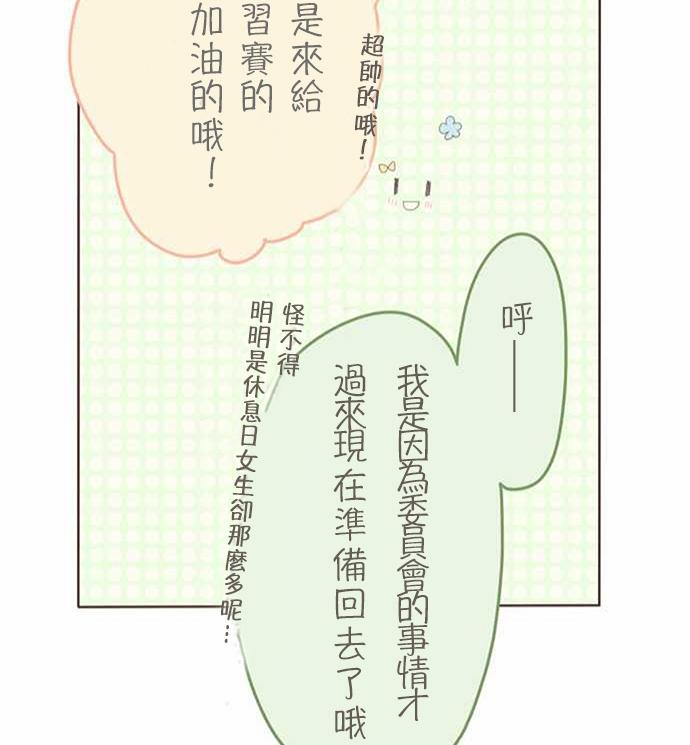 是來給
習賽的
加油的哦！
超帥的哦！
呼——
我是因為委員會的事情才
過來現在準備回去了哦
怪不得
明明是休息日女生卻那麼多呢…